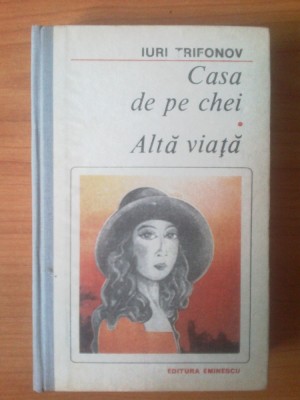 IURI TRIFONOV
Casa
de pe chei
•
Altă viață
EDITURA EMINESCU